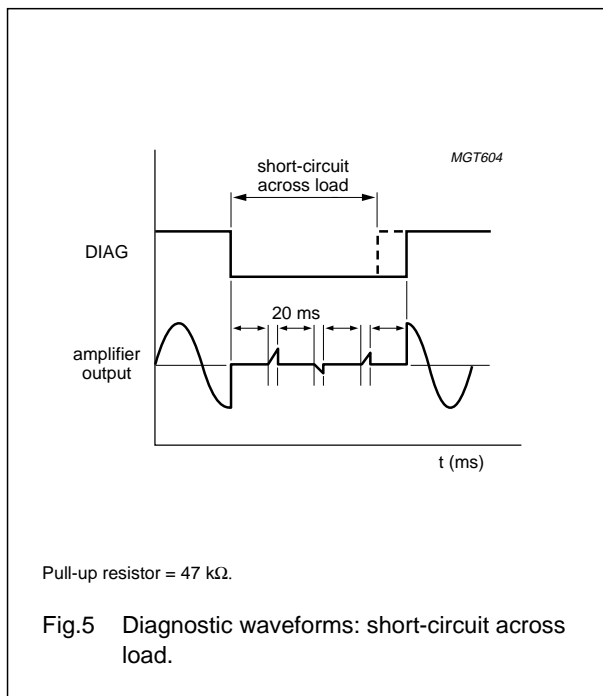 MGT604
short-circuit
across load
DIAG
20 ms
amplifier
output
t (ms)
Pull-up resistor = 47 kΩ.
Fig.5 Diagnostic waveforms: short-circuit across
load.